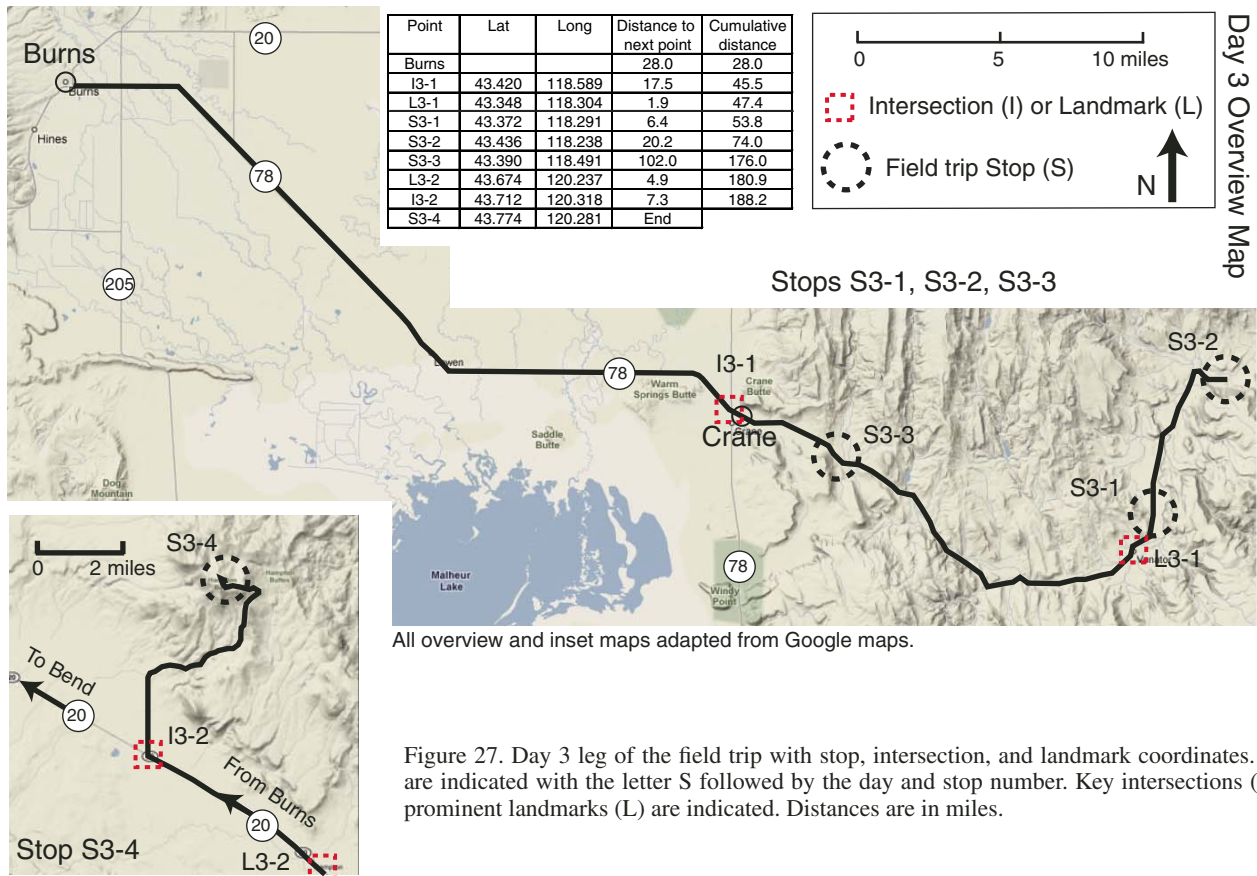 Point Lat Long Distance to next point Cumulative distance
Burns 28.0 28.0
I3-1 43.420 118.589 17.5 45.5
L3-1 43.348 118.304 1.9 47.4
S3-1 43.372 118.291 6.4 53.8
S3-2 43.436 118.238 20.2 74.0
S3-3 43.390 118.491 102.0 176.0
L3-2 43.674 120.237 4.9 180.9
I3-2 43.712 120.318 7.3 188.2
S3-4 43.774 120.281 End
0 5 10 miles
Intersection (I) or Landmark (L)
Field trip Stop (S)
N
Day 3 Overview Map
Stops S3-1, S3-2, S3-3
Burns
Burns
Hines
20
78
205
78
Warm
Springs Butte
I3-1
Crane
Butte
Crane
S3-3
S3-2
S3-1
L3-1
Saddle
Butte
Dog
Mountain
Malheur
Lake
78
Windy
Point
All overview and inset maps adapted from Google maps.
0 2 miles
S3-4
Hampton
Buttes
To Bend
20
20
I3-2
From Burns
20
L3-2
Stop S3-4
Figure 27. Day 3 leg of the field trip with stop, intersection, and landmark coordinates.
are indicated with the letter S followed by the day and stop number. Key intersections (
prominent landmarks (L) are indicated. Distances are in miles.